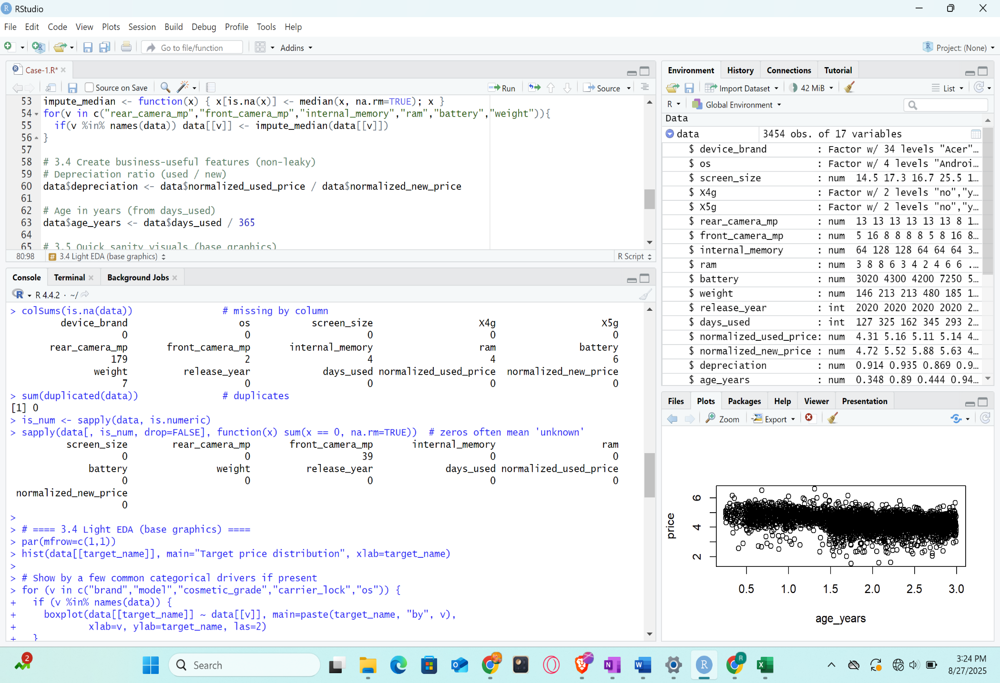 RStudio
File Edit Code View Plots Session Build Debug Profile Tools Help
Go to file/function Addins Project: (None)
Case-1.R*
Source on Save Run Source
53 impute_median <- function(x) { x[is.na(x)] <- median(x, na.rm=TRUE); x }
54 for(v in c("rear_camera_mp","front_camera_mp","internal_memory","ram","battery","weight")){
55 if(v %in% names(data)) data[[v]] <- impute_median(data[[v]])
56 }
57
58 # 3.4 Create business-useful features (non-leaky)
59 # Depreciation ratio (used / new)
60 data$depreciation <- data$normalized_used_price / data$normalized_new_price
61
62 # Age in years (from days_used)
63 data$age_years <- data$days_used / 365
64
65 # 3.5 Quick sanity visuals (base graphics)
80:98 # 3.4 Light EDA (base graphics) R Script
Console Terminal Background Jobs
R 4.4.2 · ~/
> colSums(is.na(data)) # missing by column
device_brand os screen_size X4g X5g
0 0 0 0 0
rear_camera_mp front_camera_mp internal_memory ram battery
179 2 4 4 6
weight release_year days_used normalized_used_price normalized_new_price
7 0 0 0 0
> sum(duplicated(data)) # duplicates
[1] 0
> is_num <- sapply(data, is.numeric)
> sapply(data[, is_num, drop=FALSE], function(x) sum(x == 0, na.rm=TRUE)) # zeros often mean 'unknown'
screen_size rear_camera_mp front_camera_mp internal_memory ram
0 0 39 0 0
battery weight release_year days_used normalized_used_price
0 0 0 0 0
normalized_new_price
0
>
> # ==== 3.4 Light EDA (base graphics) ====
> par(mfrow=c(1,1))
> hist(data[[target_name]], main="Target price distribution", xlab=target_name)
>
> # Show by a few common categorical drivers if present
> for (v in c("brand","model","cosmetic_grade","carrier_lock","os")) {
+ if (v %in% names(data)) {
+ boxplot(data[[target_name]] ~ data[[v]], main=paste(target_name, "by", v),
+ xlab=v, ylab=target_name, las=2)
+ }
Environment History Connections Tutorial
Import Dataset 42 MiB List
R Global Environment
Data
data 3454 obs. of 17 variables
$ device_brand : Factor w/ 34 levels "Acer"…
$ os : Factor w/ 4 levels "Androi…
$ screen_size : num 14.5 17.3 16.7 25.5 1…
$ X4g : Factor w/ 2 levels "no","y…
$ X5g : Factor w/ 2 levels "no","y…
$ rear_camera_mp : num 13 13 13 13 13 13 8 1…
$ front_camera_mp : num 5 16 8 8 8 8 5 8 16 8…
$ internal_memory : num 64 128 128 64 64 64 3…
$ ram : num 3 8 8 6 3 4 2 4 6 6 .…
$ battery : num 3020 4300 4200 7250 5…
$ weight : num 146 213 213 480 185 1…
$ release_year : int 2020 2020 2020 2020 2…
$ days_used : int 127 325 162 345 293 2…
$ normalized_used_price: num 4.31 5.16 5.11 5.14 4…
$ normalized_new_price : num 4.72 5.52 5.88 5.63 4…
$ depreciation : num 0.914 0.935 0.869 0.9…
$ age_years : num 0.348 0.89 0.444 0.94…
Files Plots Packages Help Viewer Presentation
Zoom Export
price
6
4
2
0.5 1.0 1.5 2.0 2.5 3.0
age_years
2
Search
3:24 PM
8/27/2025